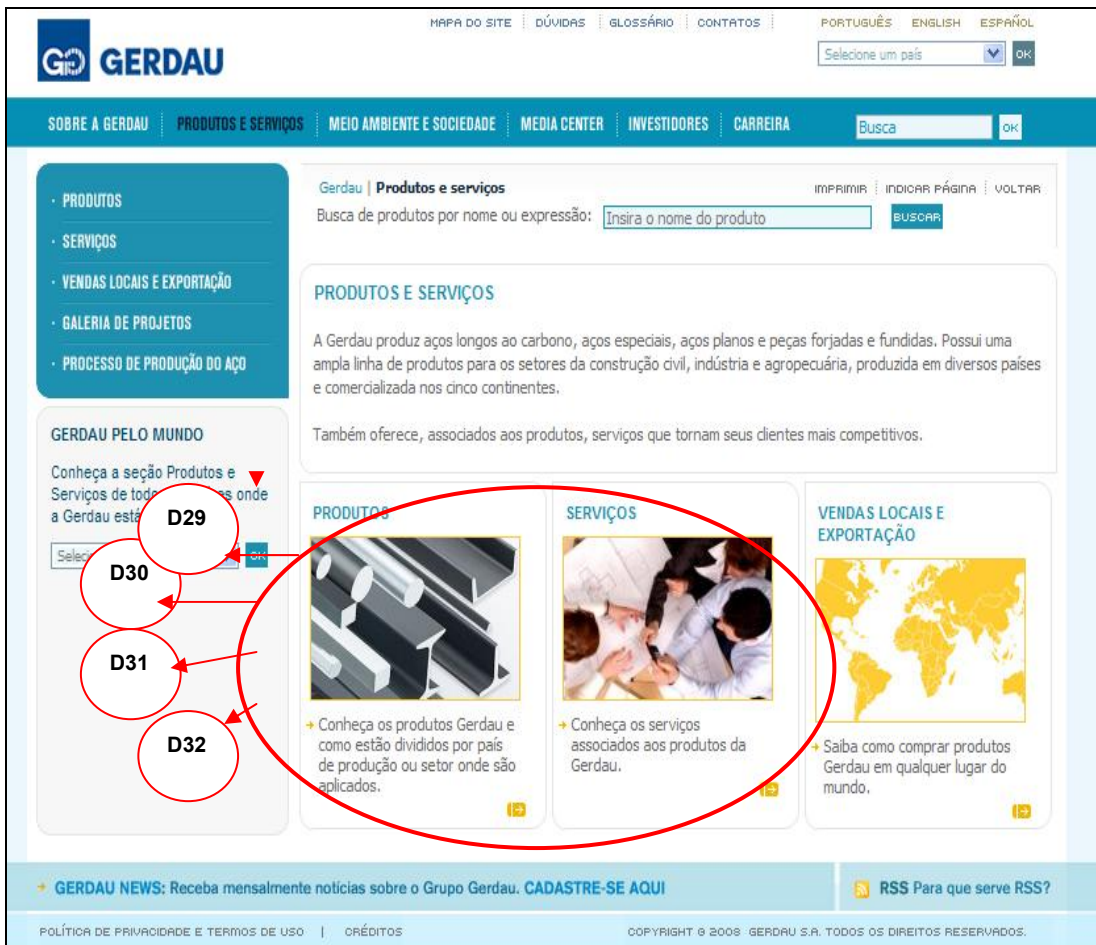 MAPA DO SITE DÚVIDAS GLOSSÁRIO CONTATOS
PORTUGUÊS ENGLISH ESPAÑOL
GERDAU
Selecione um país OK
SOBRE A GERDAU PRODUTOS E SERVIÇOS MEIO AMBIENTE E SOCIEDADE MEDIA CENTER INVESTIDORES CARREIRA
Busca OK
· PRODUTOS
· SERVIÇOS
· VENDAS LOCAIS E EXPORTAÇÃO
· GALERIA DE PROJETOS
· PROCESSO DE PRODUÇÃO DO AÇO
Gerdau | Produtos e serviços
IMPRIMIR INDICAR PÁGINA VOLTAR
Busca de produtos por nome ou expressão: Insira o nome do produto BUSCAR
PRODUTOS E SERVIÇOS
A Gerdau produz aços longos ao carbono, aços especiais, aços planos e peças forjadas e fundidas. Possui uma
ampla linha de produtos para os setores da construção civil, indústria e agropecuária, produzida em diversos países
e comercializada nos cinco continentes.
Também oferece, associados aos produtos, serviços que tornam seus clientes mais competitivos.
GERDAU PELO MUNDO
Conheça a seção Produtos e
Serviços de onde
a Gerdau
OK
D29
D30
D31
D32
PRODUTOS
Conheça os produtos Gerdau e
como estão divididos por país
de produção ou setor onde são
aplicados.
SERVIÇOS
Conheça os serviços
associados aos produtos da
Gerdau.
VENDAS LOCAIS E
EXPORTAÇÃO
Saiba como comprar produtos
Gerdau em qualquer lugar do
mundo.
GERDAU NEWS: Receba mensalmente notícias sobre o Grupo Gerdau. CADASTRE-SE AQUI
RSS Para que serve RSS?
POLÍTICA DE PRIVACIDADE E TERMOS DE USO | CRÉDITOS
COPYRIGHT © 2008 GERDAU S.A. TODOS OS DIREITOS RESERVADOS.